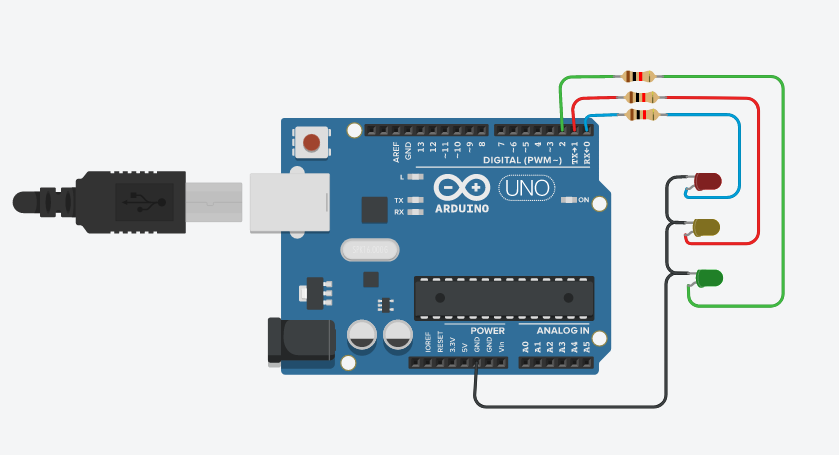 AREF
GND
13
12
~11
~10
~9
8
7
~6
~5
4
~3
2
TX→1
RX←0
DIGITAL (PWM~)
L
TX
RX
ARDUINO
UNO
ON
POWER
ANALOG IN
IOREF
RESET
3.3V
5V
GND
GND
Vin
A0
A1
A2
A3
A4
A5